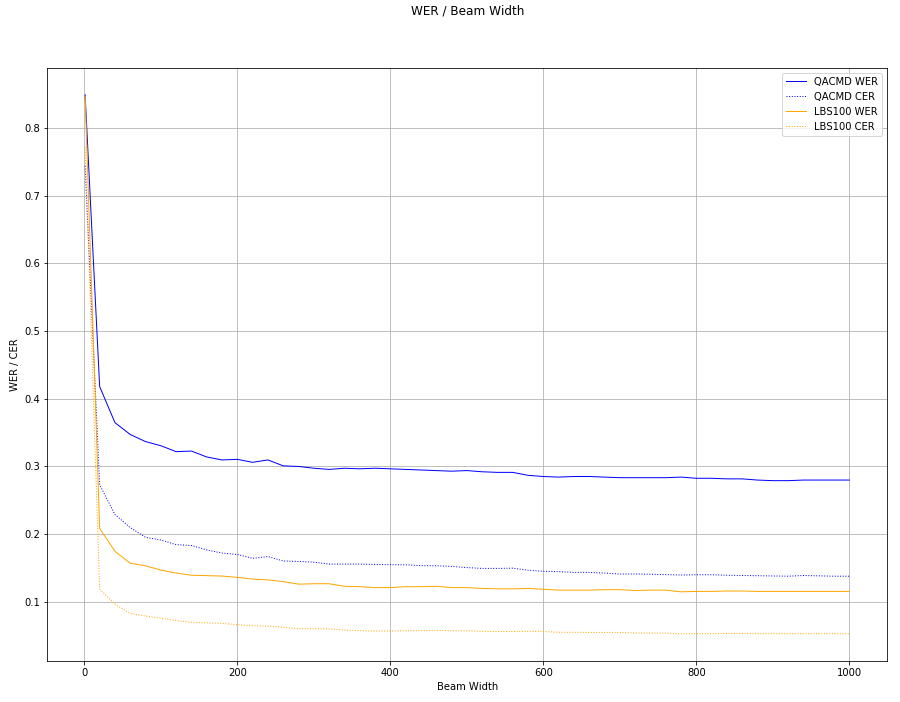 WER / Beam Width
QACMD WER
QACMD CER
LBS100 WER
LBS100 CER
WER / CER
0.8
0.7
0.6
0.5
0.4
0.3
0.2
0.1
0 200 400 600 800 1000
Beam Width